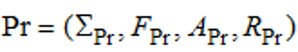 Pr = (Σ_Pr, F_Pr, A_Pr, R_Pr)